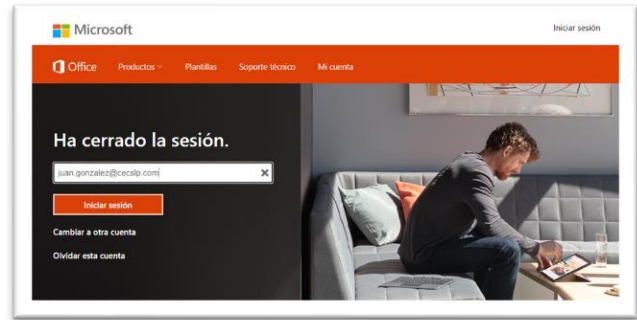 Microsoft
Iniciar sesión
Office Productos Plantillas Soporte técnico Mi cuenta
Ha cerrado la sesión.
juan.gonzalez@cecslp.com
Iniciar sesión
Cambiar a otra cuenta
Olvidar esta cuenta